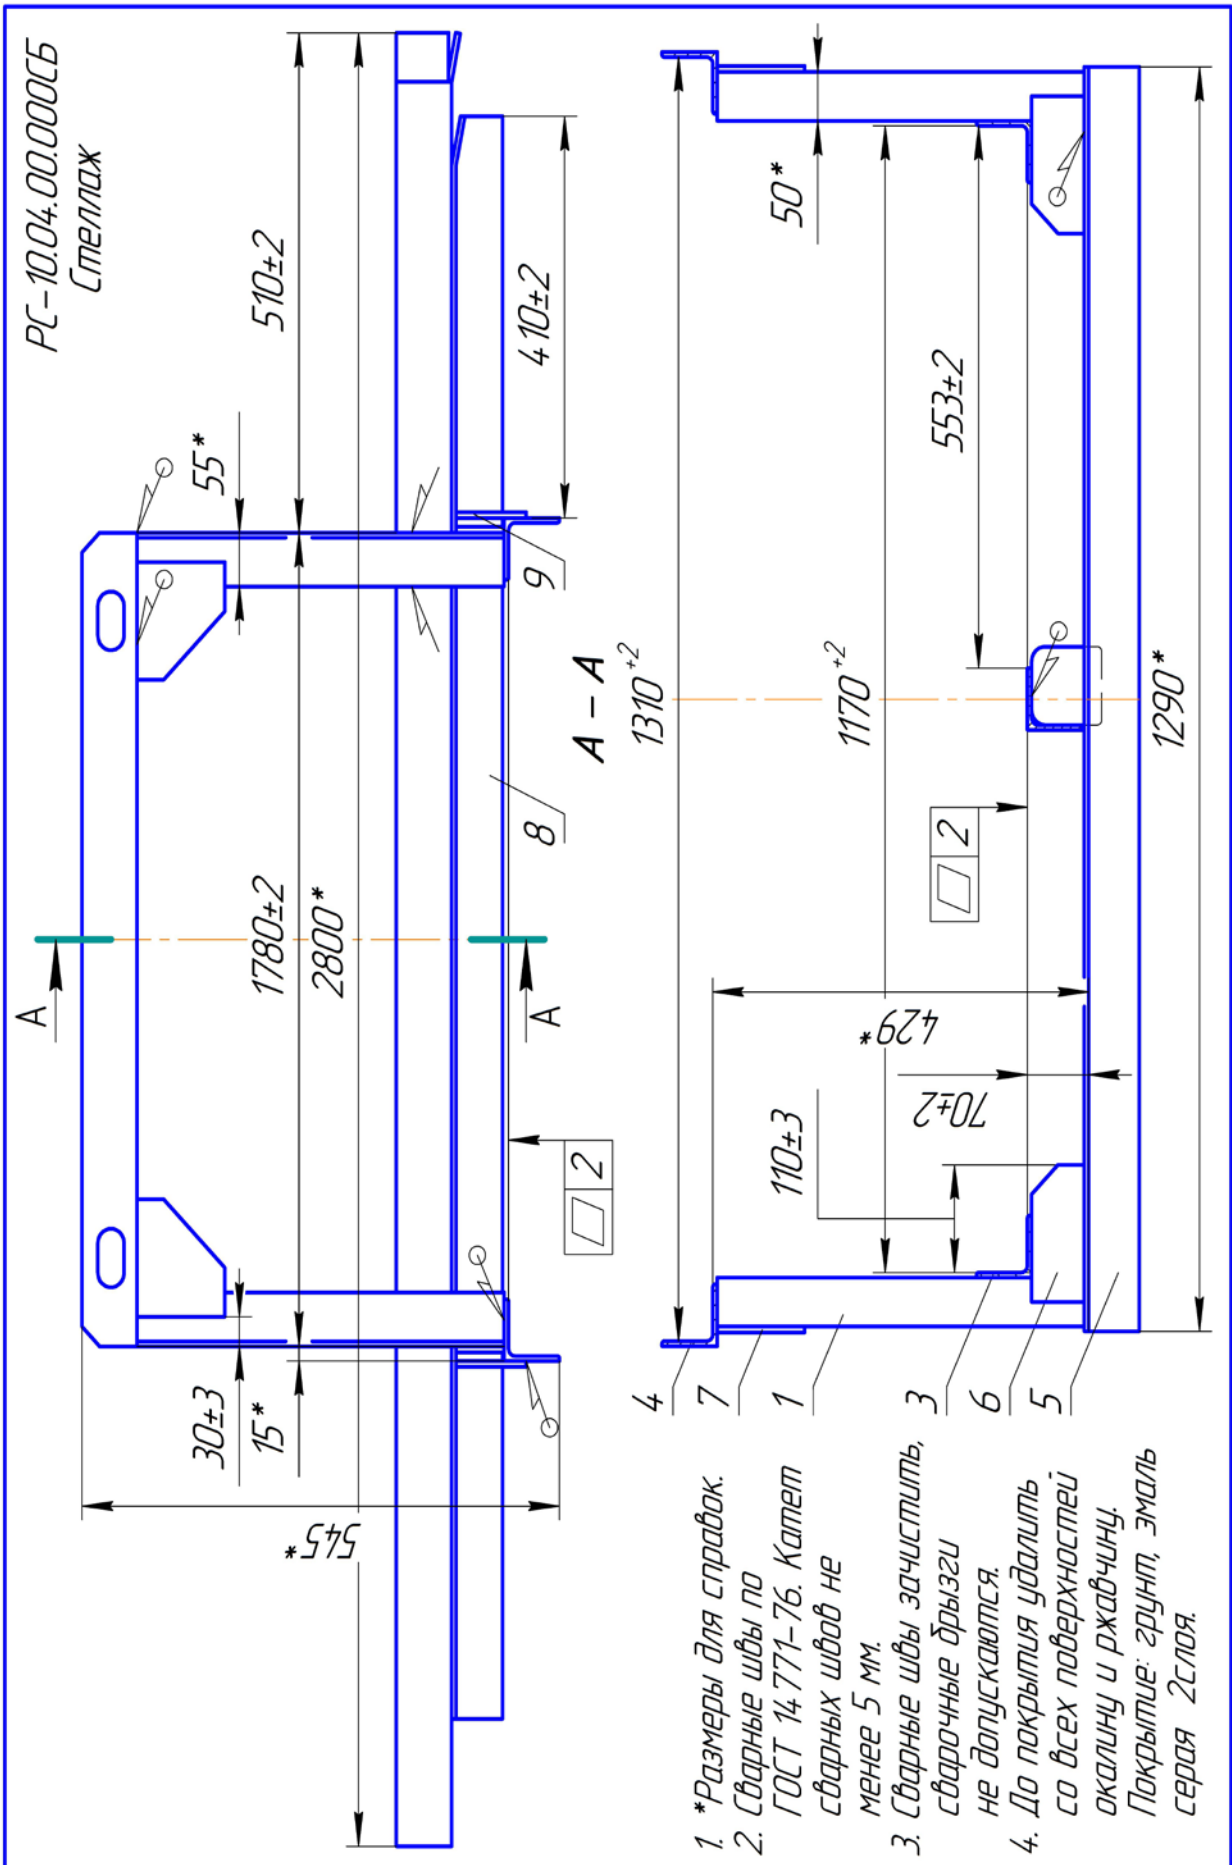 РС-10.04.00.000СБ
Стеллаж
545*
30±3
15*
1780±2
2800*
55*
510±2
410±2
А
А
2
8
9
А - А
1310⁺²
1170⁺²
50*
553±2
429*
110±3
70±2
2
1290*
4
7
1
3
6
5
1. *Размеры для справок.
2. Сварные швы по
ГОСТ 14771-76. Катет
сварных швов не
менее 5 мм.
3. Сварные швы зачистить,
сварочные брызги
не допускаются.
4. До покрытия удалить
со всех поверхностей
окалину и ржавчину.
Покрытие: грунт, эмаль
серая 2слоя.